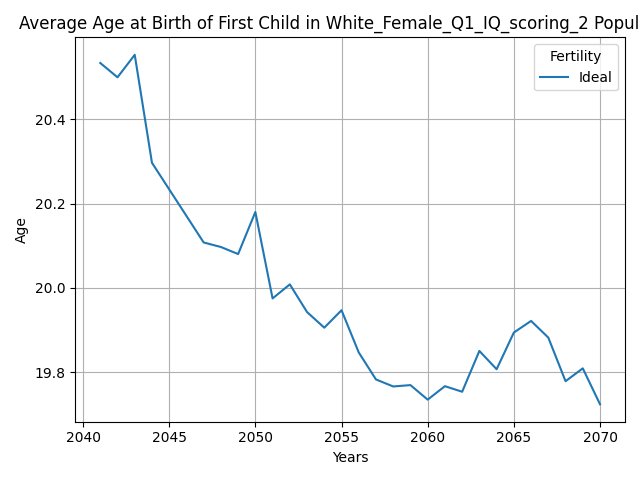 Average Age at Birth of First Child in White_Female_Q1_IQ_scoring_2 Popul
Fertility
Ideal
Age
20.4
20.2
20.0
19.8
2040 2045 2050 2055 2060 2065 2070
Years